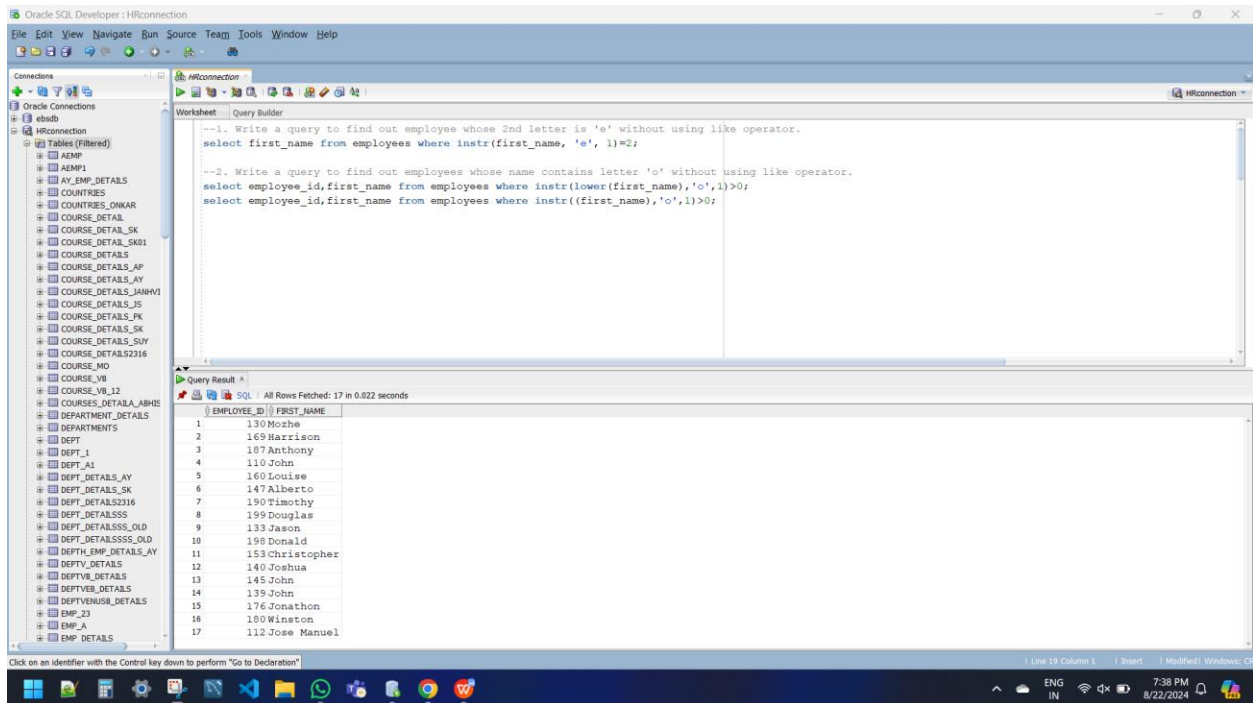 Oracle SQL Developer : HRconnection
File Edit View Navigate Run Source Team Tools Window Help
Connections
HRconnection
HRconnection
Oracle Connections
ebsdb
HRconnection
Tables (Filtered)
AEMP
AEMP1
AY_EMP_DETAILS
COUNTRIES
COUNTRIES_ONKAR
COURSE_DETAIL
COURSE_DETAIL_SK
COURSE_DETAIL_SK01
COURSE_DETAILS
COURSE_DETAILS_AP
COURSE_DETAILS_AY
COURSE_DETAILS_JANHVI
COURSE_DETAILS_JS
COURSE_DETAILS_PK
COURSE_DETAILS_SK
COURSE_DETAILS_SUY
COURSE_DETAILS2316
COURSE_MO
COURSE_VB
COURSE_VB_12
COURSES_DETAILA_ABHIS
DEPARTMENT_DETAILS
DEPARTMENTS
DEPT
DEPT_1
DEPT_A1
DEPT_DETAILS_AY
DEPT_DETAILS_SK
DEPT_DETAILS2316
DEPT_DETAILSSS
DEPT_DETAILSSS_OLD
DEPT_DETAILSSSS_OLD
DEPTH_EMP_DETAILS_AY
DEPTV_DETAILS
DEPTVB_DETAILS
DEPTVEB_DETAILS
DEPTVENUSB_DETAILS
EMP_23
EMP_A
EMP_DETAILS
Worksheet Query Builder
--1. Write a query to find out employee whose 2nd letter is 'e' without using like operator.
select first_name from employees where instr(first_name, 'e', 1)=2;
--2. Write a query to find out employees whose name contains letter 'o' without using like operator.
select employee_id,first_name from employees where instr(lower(first_name),'o',1)>0;
select employee_id,first_name from employees where instr((first_name),'o',1)>0;
Query Result
SQL | All Rows Fetched: 17 in 0.022 seconds
EMPLOYEE_ID FIRST_NAME
1 130 Mozhe
2 169 Harrison
3 187 Anthony
4 110 John
5 160 Louise
6 147 Alberto
7 190 Timothy
8 199 Douglas
9 133 Jason
10 198 Donald
11 153 Christopher
12 140 Joshua
13 145 John
14 139 John
15 176 Jonathon
16 180 Winston
17 112 Jose Manuel
Click on an identifier with the Control key down to perform "Go to Declaration"
Line 19 Column 1 | Insert | Modified | Windows: CF
ENG
IN
7:38 PM
8/22/2024